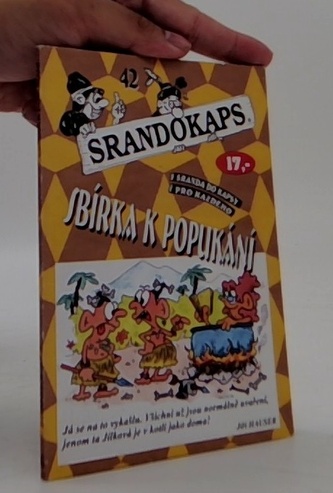 42
SRANDOKAPS
17,-
SRANDA DO KAPSY
PRO KAŽDÉHO
SBÍRKA K POPUKÁNÍ
Já se na to vykašlu. Všichni už jsou normálně uvaření,
jenom ta Jílková je v kotli jako doma!
JIŘÍ HAUNER